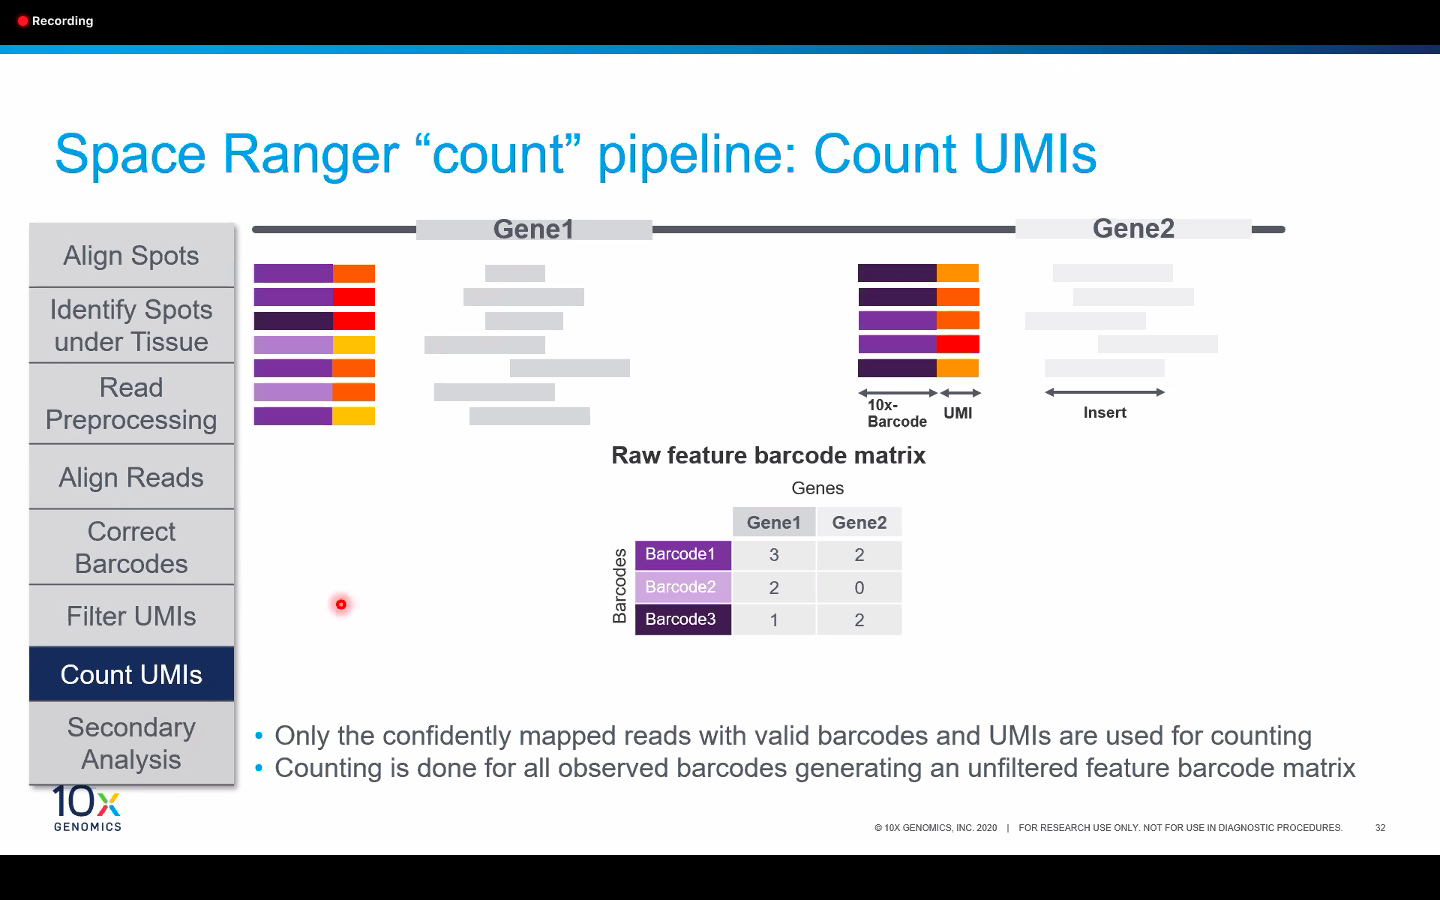 Recording
Space Ranger “count” pipeline: Count UMIs
Align Spots
Identify Spots
under Tissue
Read
Preprocessing
Align Reads
Correct
Barcodes
Filter UMIs
Count UMIs
Secondary
Analysis
Gene1
Gene2
10x-
Barcode
UMI
Insert
Raw feature barcode matrix
Genes
Gene1 Gene2
Barcodes
Barcode1 3 2
Barcode2 2 0
Barcode3 1 2
• Only the confidently mapped reads with valid barcodes and UMIs are used for counting
• Counting is done for all observed barcodes generating an unfiltered feature barcode matrix
10x
GENOMICS
© 10X GENOMICS, INC. 2020 | FOR RESEARCH USE ONLY. NOT FOR USE IN DIAGNOSTIC PROCEDURES. 32